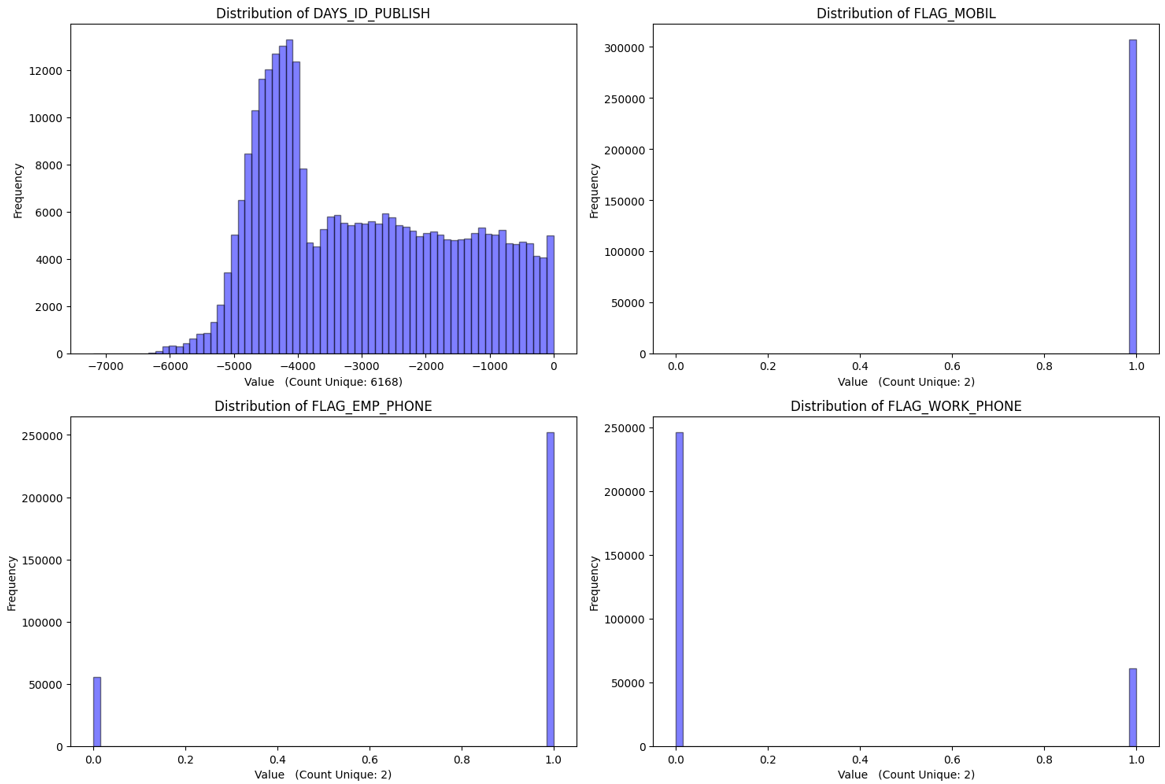 Distribution of DAYS_ID_PUBLISH
Frequency
12000
10000
8000
6000
4000
2000
0
−7000 −6000 −5000 −4000 −3000 −2000 −1000 0
Value (Count Unique: 6168)
Distribution of FLAG_MOBIL
Frequency
300000
250000
200000
150000
100000
50000
0
0.0 0.2 0.4 0.6 0.8 1.0
Value (Count Unique: 2)
Distribution of FLAG_EMP_PHONE
Frequency
250000
200000
150000
100000
50000
0
0.0 0.2 0.4 0.6 0.8 1.0
Value (Count Unique: 2)
Distribution of FLAG_WORK_PHONE
Frequency
250000
200000
150000
100000
50000
0
0.0 0.2 0.4 0.6 0.8 1.0
Value (Count Unique: 2)